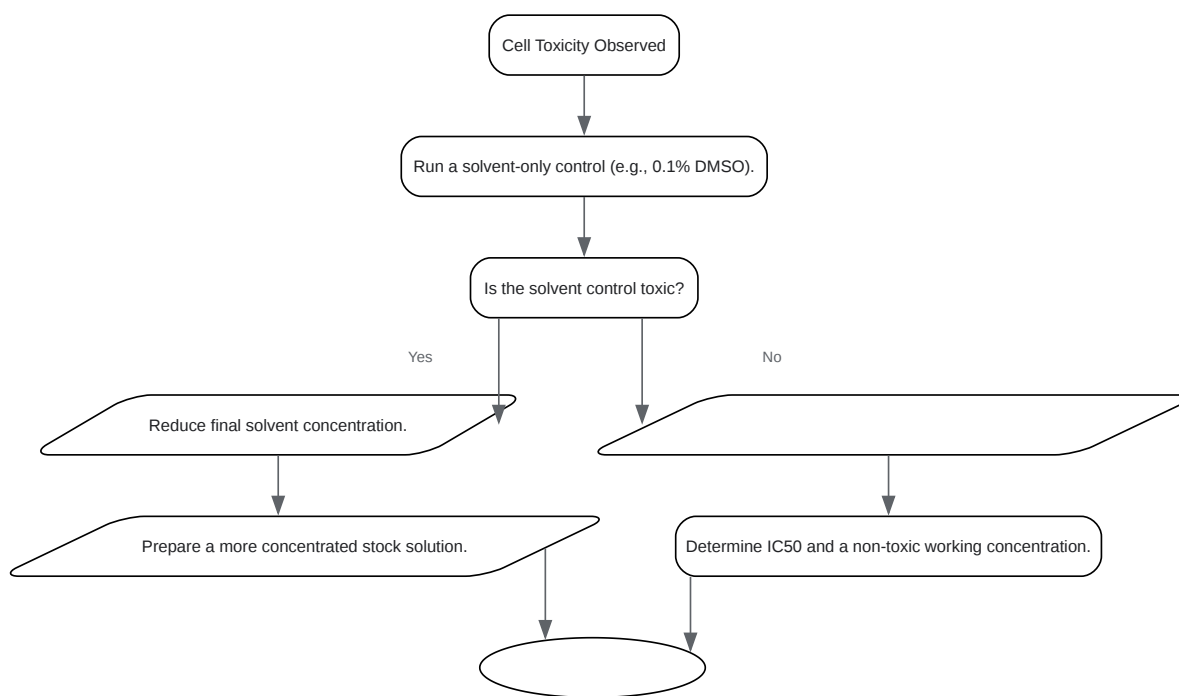 Cell Toxicity Observed
Run a solvent-only control (e.g., 0.1% DMSO).
Is the solvent control toxic?
Yes
No
Reduce final solvent concentration.
Prepare a more concentrated stock solution.
Determine IC50 and a non-toxic working concentration.